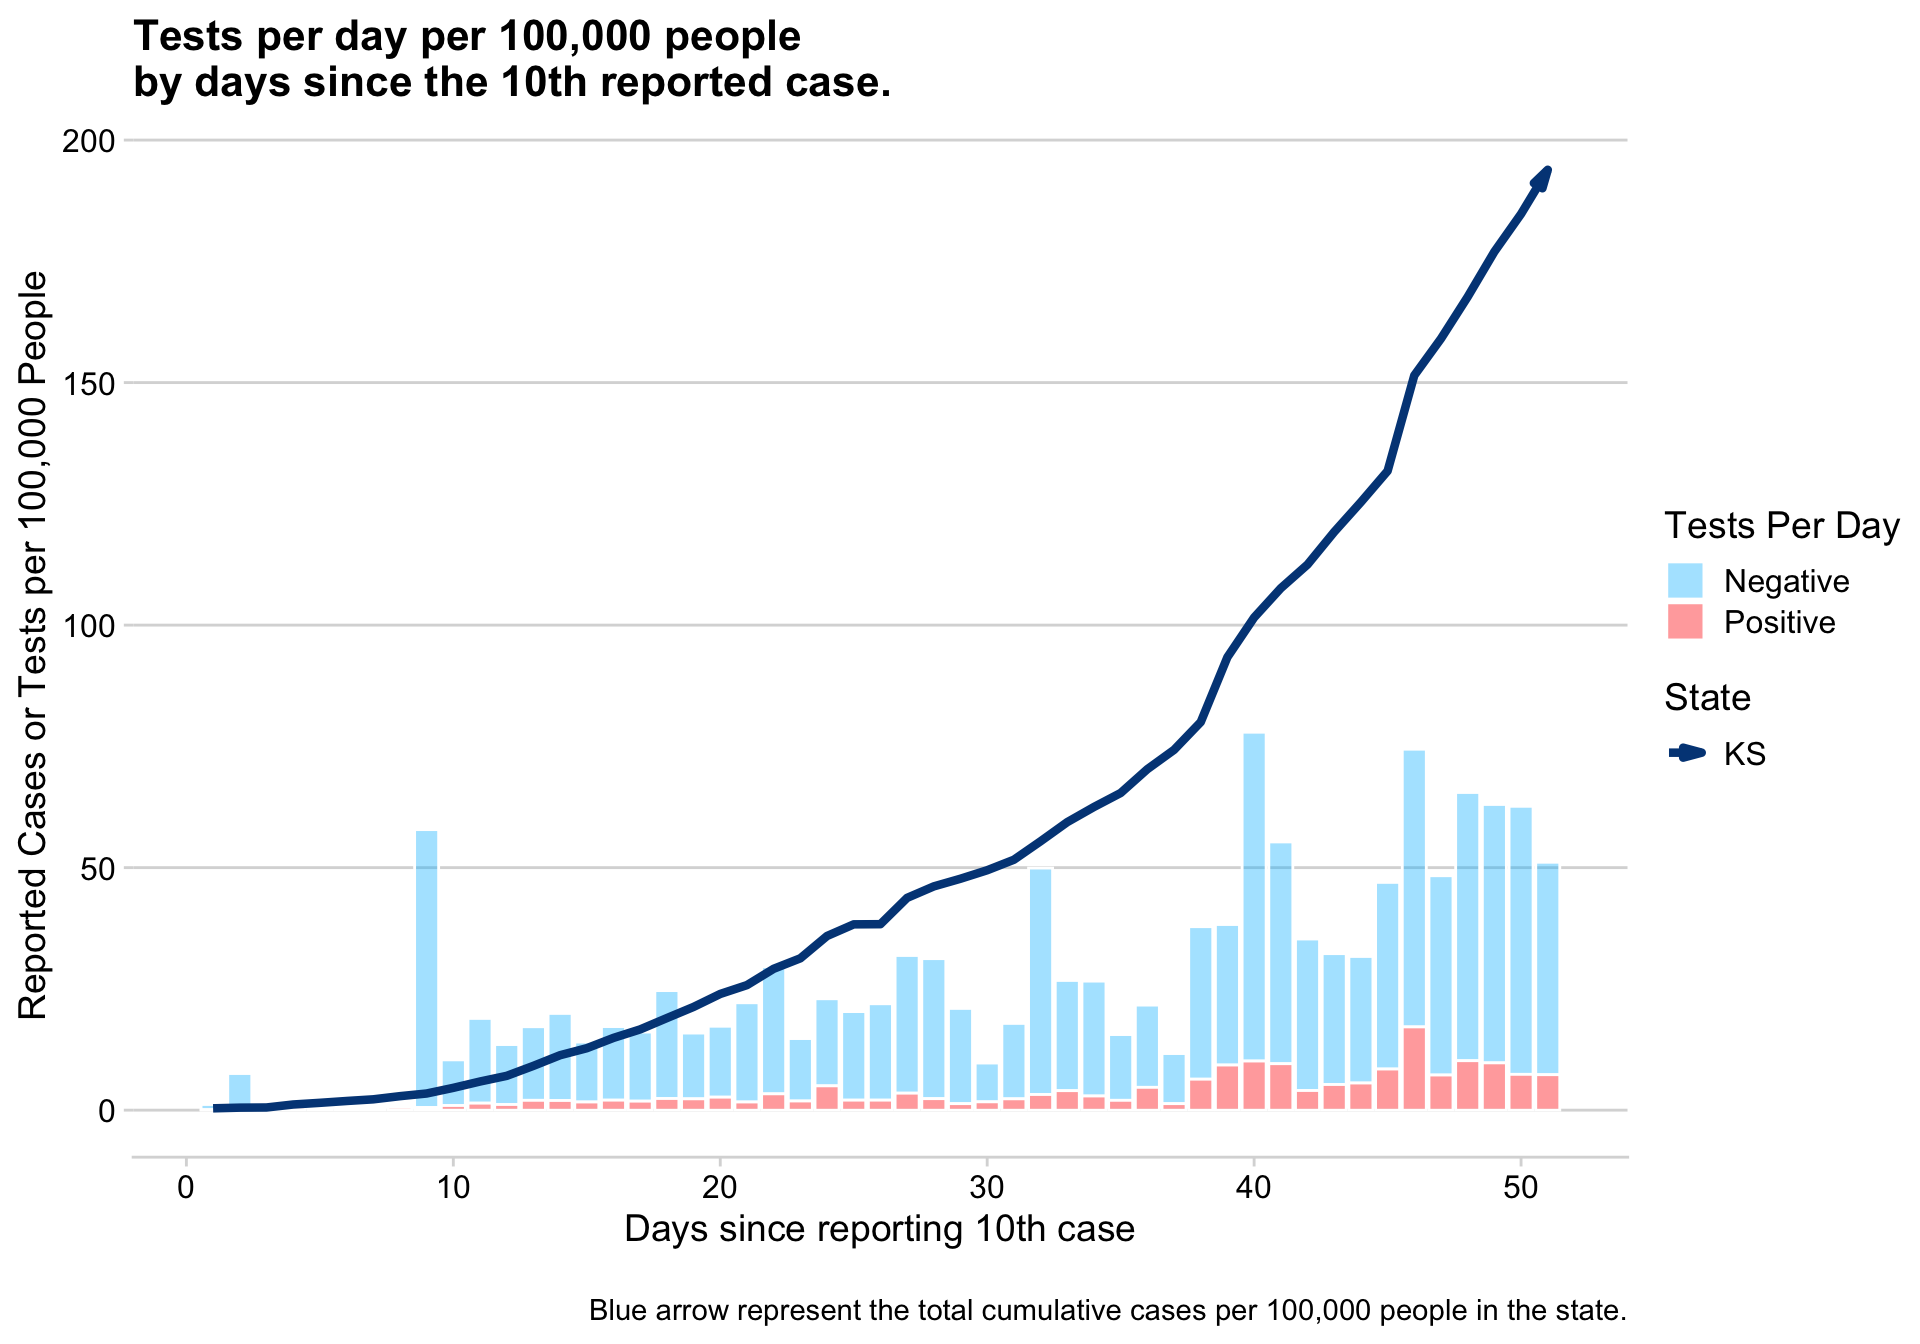 Tests per day per 100,000 people
by days since the 10th reported case.
Reported Cases or Tests per 100,000 People
200
150
100
50
0
0 10 20 30 40 50
Days since reporting 10th case
Tests Per Day
Negative
Positive
State
KS
Blue arrow represent the total cumulative cases per 100,000 people in the state.